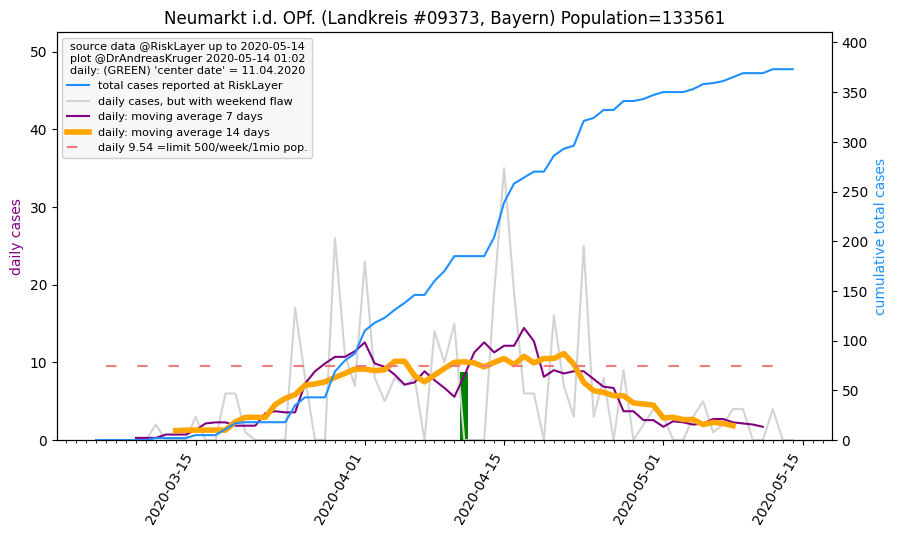 Neumarkt i.d. OPf. (Landkreis #09373, Bayern) Population=133561
source data @RiskLayer up to 2020-05-14
plot @DrAndreasKruger 2020-05-14 01:02
daily: (GREEN) 'center date' = 11.04.2020
total cases reported at RiskLayer
daily cases, but with weekend flaw
daily: moving average 7 days
daily: moving average 14 days
daily 9.54 =limit 500/week/1mio pop.
daily cases
50
40
30
20
10
0
cumulative total cases
400
350
300
250
200
150
100
50
0
2020-03-15
2020-04-01
2020-04-15
2020-05-01
2020-05-15